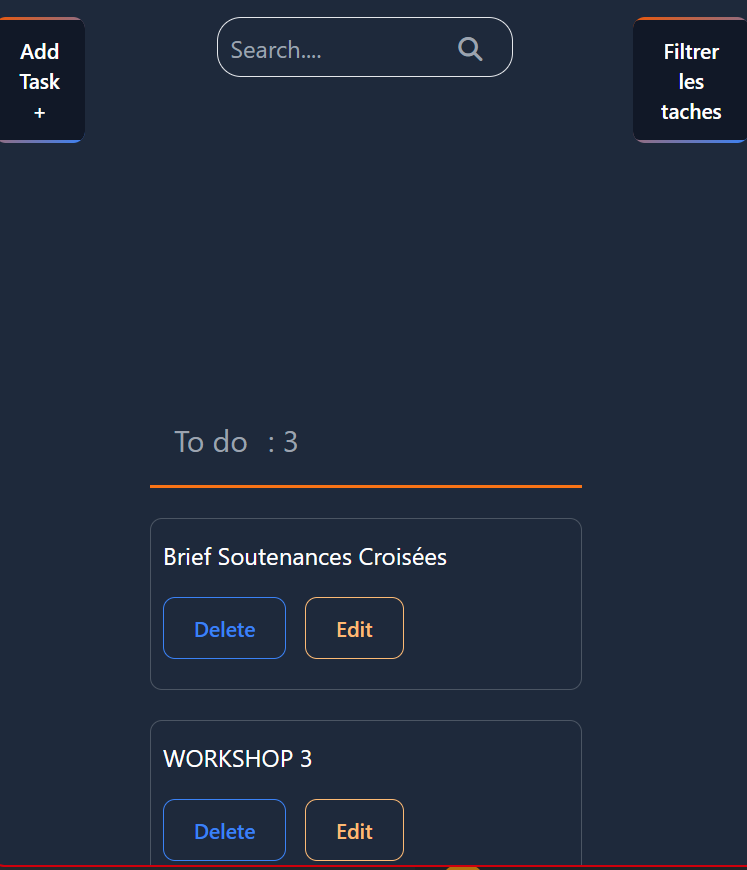 Add
Task
+
Search....
Filtrer
les
taches
To do : 3
Brief Soutenances Croisées
Delete Edit
WORKSHOP 3
Delete Edit